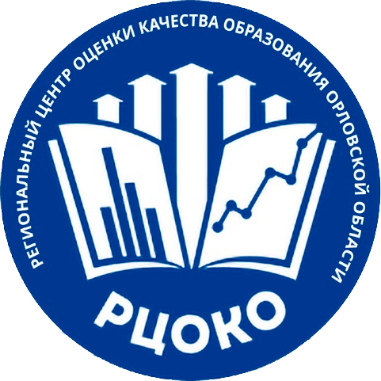 РЕГИОНАЛЬНЫЙ ЦЕНТР ОЦЕНКИ КАЧЕСТВА ОБРАЗОВАНИЯ ОРЛОВСКОЙ ОБЛАСТИ
РЦОКО